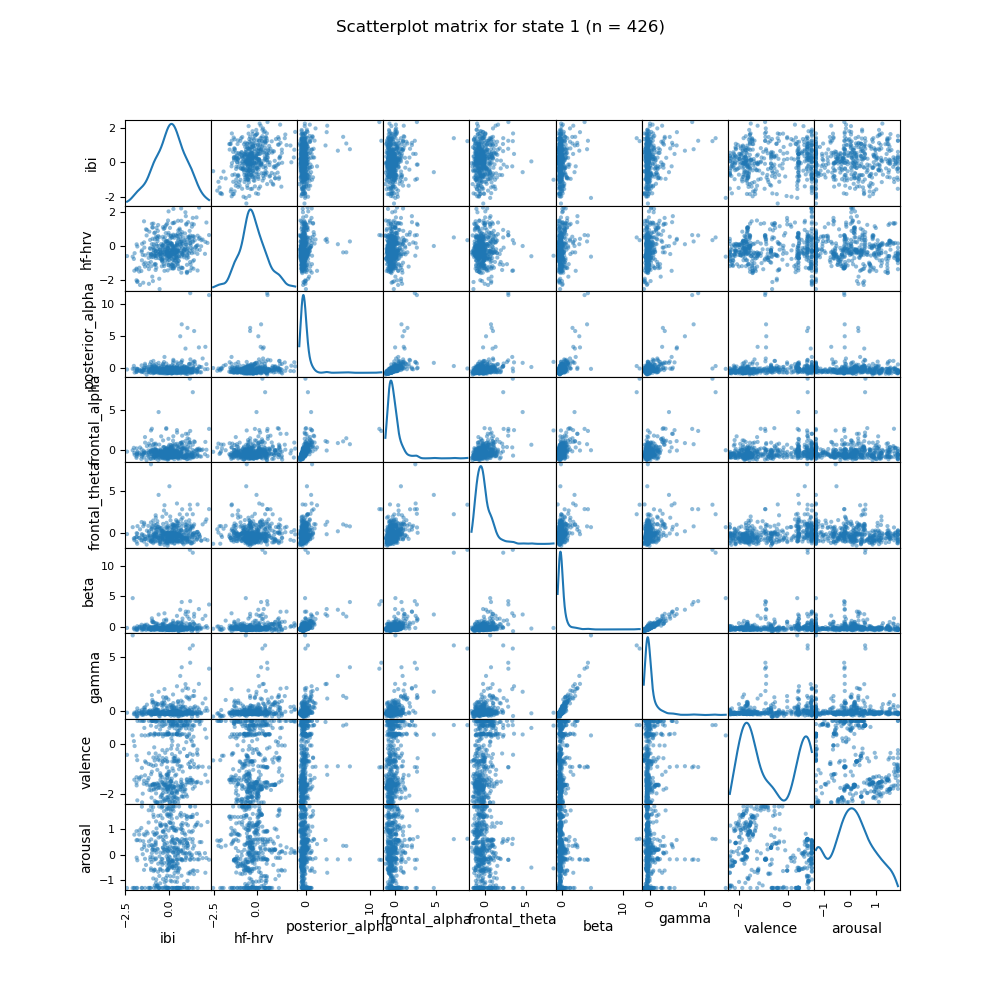 Scatterplot matrix for state 1 (n = 426)
ibi
2
0
−2
hf-hrv
2
0
−2
posterior_alpha
10
5
0
frontal_alpha
5
0
frontal_theta
5
0
beta
10
5
0
gamma
5
0
valence
0
−2
arousal
1
0
−1
−2.5 0.0 −2.5 0.0 0 10 0 5 0 5 0 10 0 5 −2 0 −1 0 1
ibi hf-hrv posterior_alpha frontal_alpha frontal_theta beta gamma valence arousal